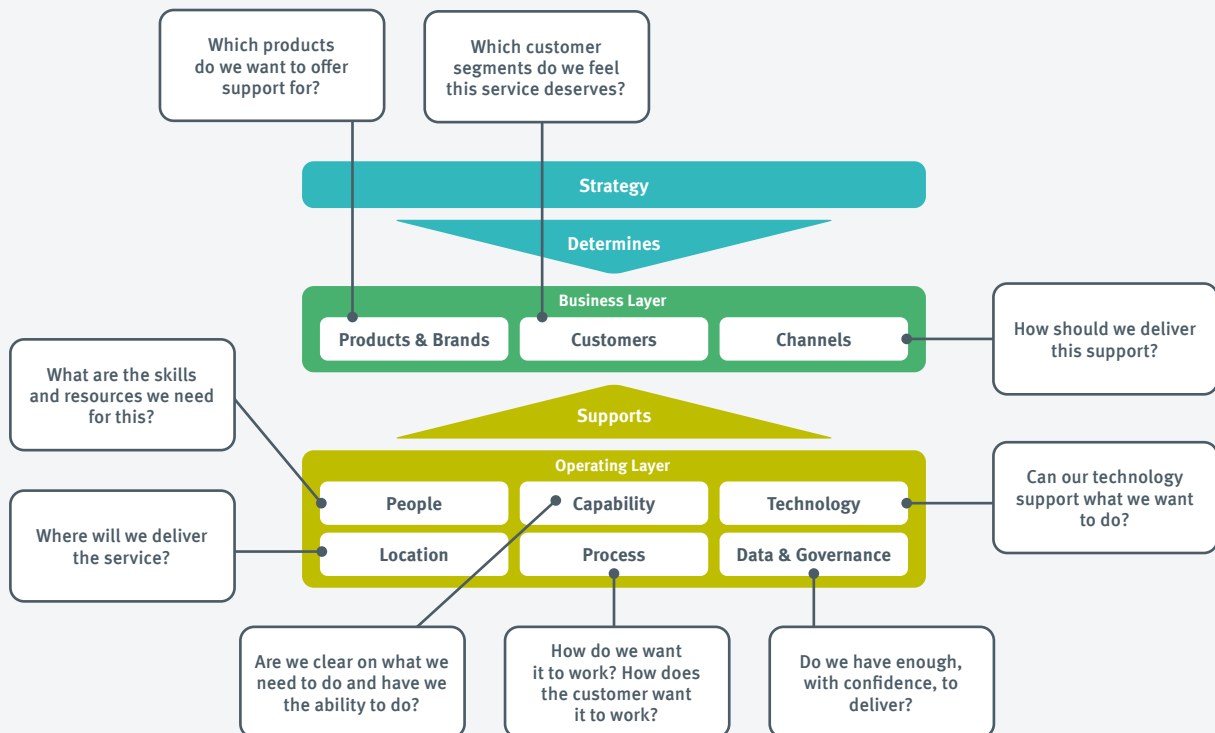 Which products
do we want to offer
support for?
Which customer
segments do we feel
this service deserves?
Strategy
Determines
Business Layer
Products & Brands
Customers
Channels
How should we deliver
this support?
What are the skills
and resources we need
for this?
Supports
Operating Layer
People
Capability
Technology
Can our technology
support what we want
to do?
Where will we deliver
the service?
Location
Process
Data & Governance
Are we clear on what we
need to do and have we
the ability to do?
How do we want
it to work? How does
the customer want
it to work?
Do we have enough,
with confidence, to
deliver?